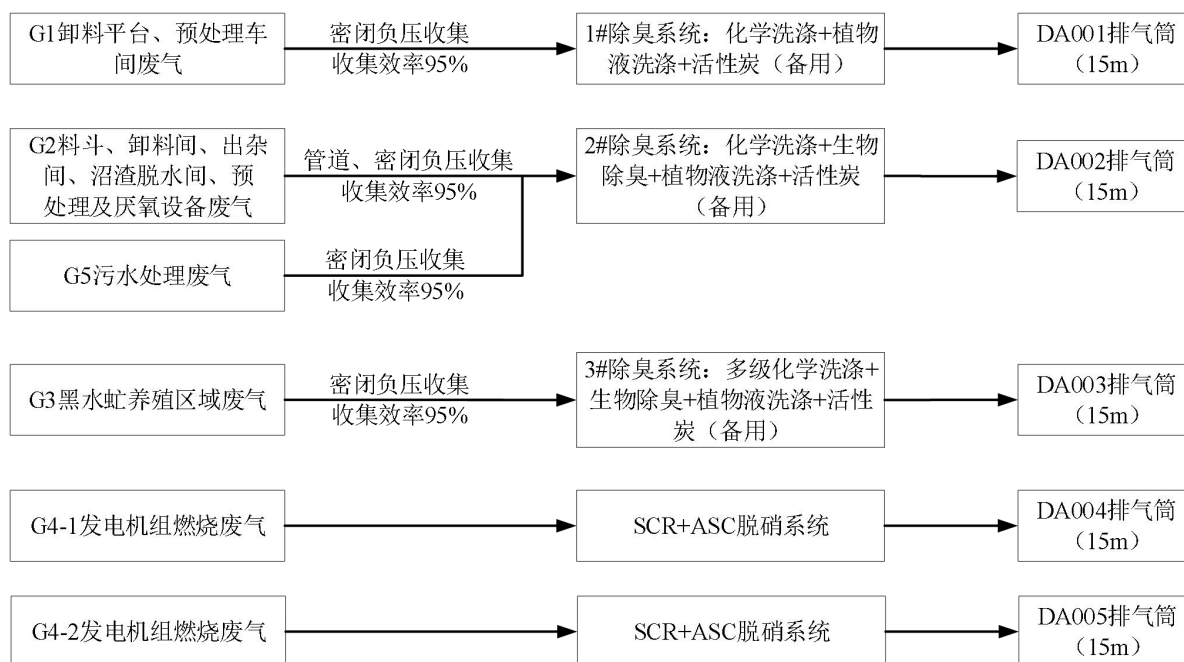 G1卸料平台、预处理车
间废气
密闭负压收集
收集效率95%
1#除臭系统：化学洗涤+植物
液洗涤+活性炭（备用）
DA001排气筒
（15m）
G2料斗、卸料间、出杂
间、沼渣脱水间、预
处理及厌氧设备废气
管道、密闭负压收集
收集效率95%
2#除臭系统：化学洗涤+生物
除臭+植物液洗涤+活性炭
（备用）
DA002排气筒
（15m）
G5污水处理废气
密闭负压收集
收集效率95%
G3黑水虻养殖区域废气
密闭负压收集
收集效率95%
3#除臭系统：多级化学洗涤+
生物除臭+植物液洗涤+活性
炭（备用）
DA003排气筒
（15m）
G4-1发电机组燃烧废气
SCR+ASC脱硝系统
DA004排气筒
（15m）
G4-2发电机组燃烧废气
SCR+ASC脱硝系统
DA005排气筒
（15m）